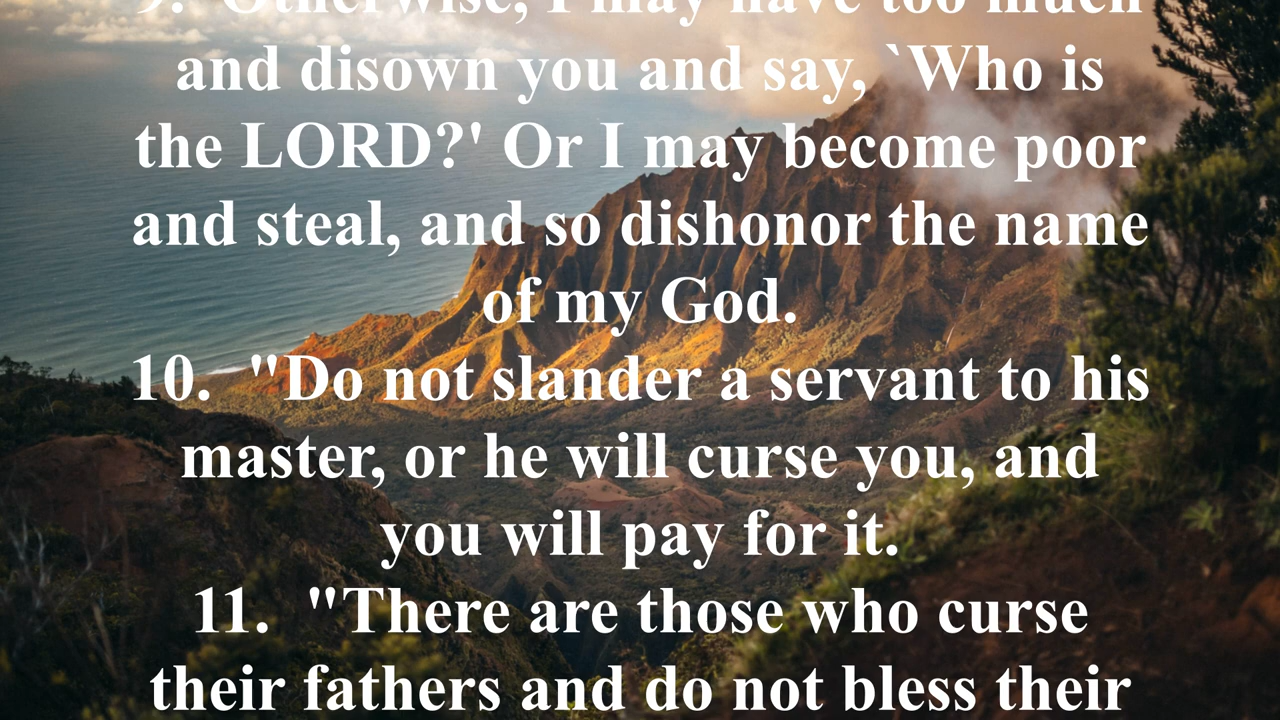 9. "Otherwise, I may have too much
and disown you and say, `Who is
the LORD?' Or I may become poor
and steal, and so dishonor the name
of my God.
10. "Do not slander a servant to his
master, or he will curse you, and
you will pay for it.
11. "There are those who curse
their fathers and do not bless their